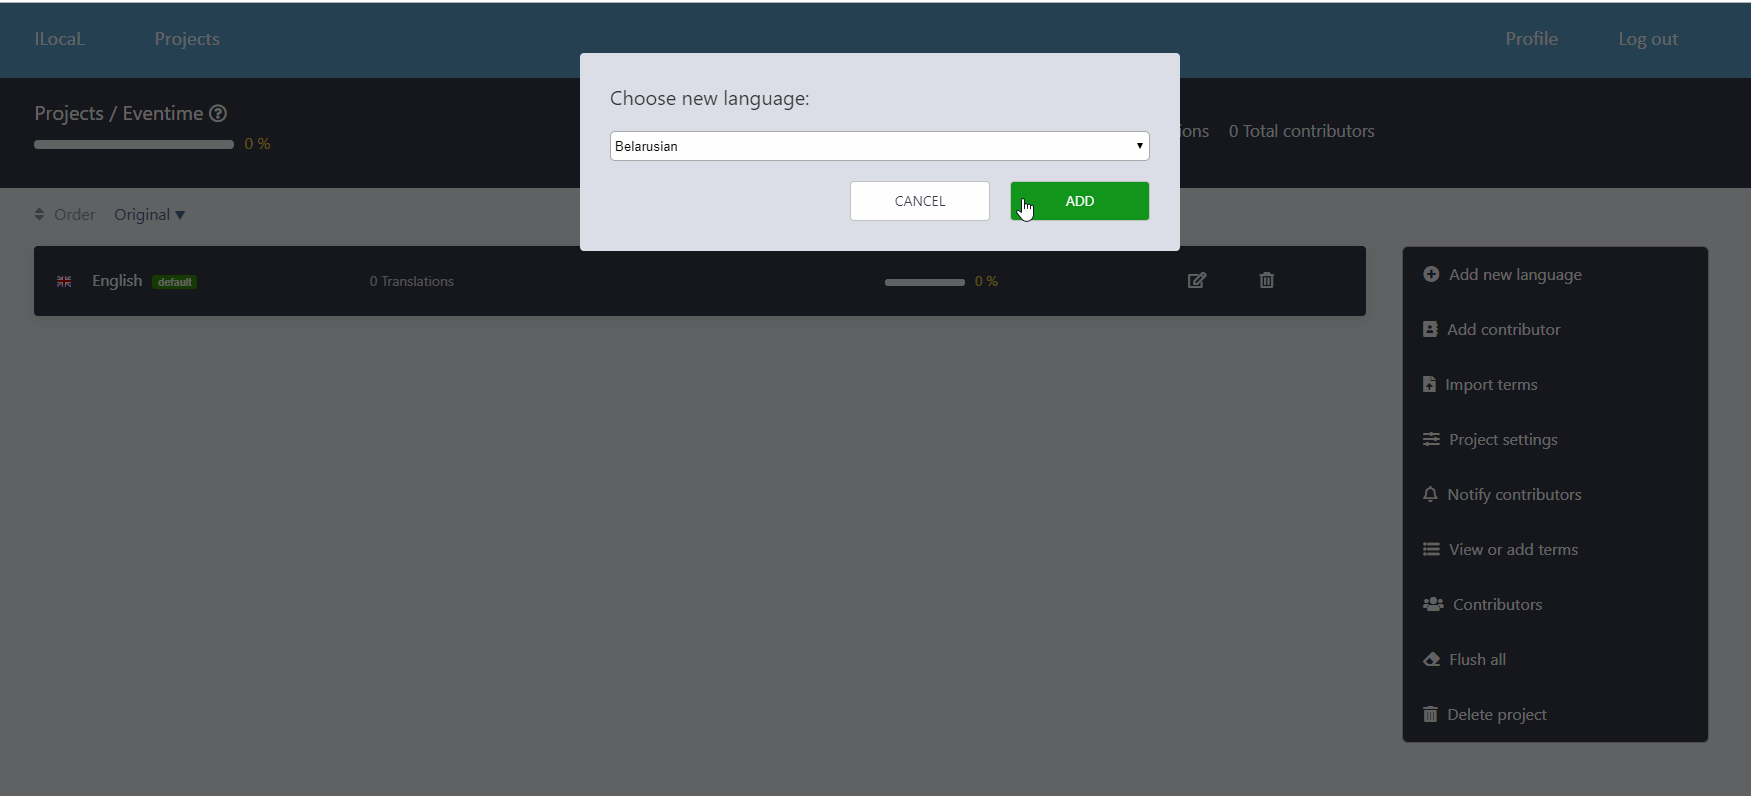 ILocaL Projects Profile Log out
Choose new language:
Projects / Eventime
0 %
Belarusian
0 Total contributors
CANCEL ADD
Order Original
English default 0 Translations 0 %
Add new language
Add contributor
Import terms
Project settings
Notify contributors
View or add terms
Contributors
Flush all
Delete project